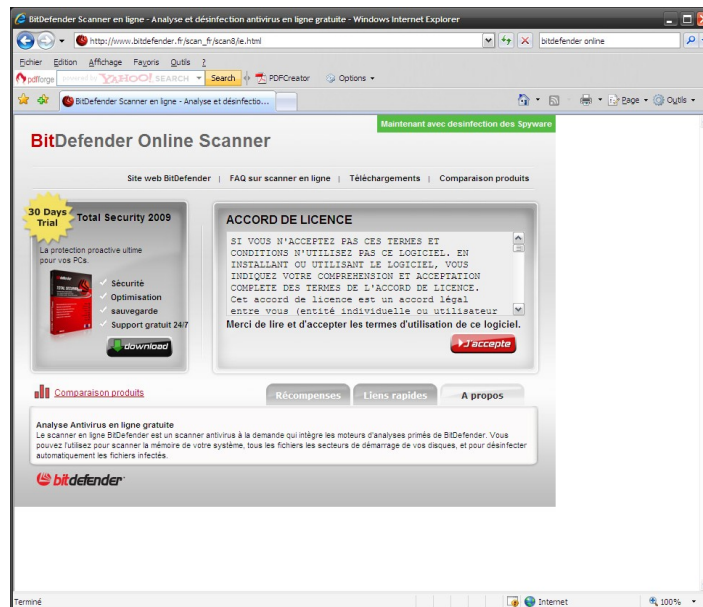 BitDefender Scanner en ligne - Analyse et désinfection antivirus en ligne gratuite - Windows Internet Explorer
http://www.bitdefender.fr/scan_fr/scan8/ie.html
bitdefender online
Fichier Edition Affichage Favoris Outils ?
pdfforge powered by YAHOO! SEARCH Search PDFCreator Options
BitDefender Scanner en ligne - Analyse et désinfectio...
Page Outils
Maintenant avec desinfection des Spyware
BitDefender Online Scanner
Site web BitDefender | FAQ sur scanner en ligne | Téléchargements | Comparaison produits
30 Days Trial
Total Security 2009
La protection proactive ultime
pour vos PCs.
Sécurité
Optimisation
sauvegarde
Support gratuit 24/7
download
ACCORD DE LICENCE
SI VOUS N'ACCEPTEZ PAS CES TERMES ET
CONDITIONS N'UTILISEZ PAS CE LOGICIEL. EN
INSTALLANT OU UTILISANT LE LOGICIEL, VOUS
INDIQUEZ VOTRE COMPREHENSION ET ACCEPTATION
COMPLETE DES TERMES DE L'ACCORD DE LICENCE.
Cet accord de licence est un accord légal
entre vous (entité individuelle ou utilisateur
Merci de lire et d'accepter les termes d'utilisation de ce logiciel.
J'accepte
Comparaison produits
Récompenses
Liens rapides
A propos
Analyse Antivirus en ligne gratuite
Le scanner en ligne BitDefender est un scanner antivirus à la demande qui intègre les moteurs d'analyses primés de BitDefender. Vous
pouvez l'utilisez pour scanner la mémoire de votre système, tous les fichiers les secteurs de démarrage de vos disques, et pour désinfecter
automatiquement les fichiers infectés.
bitdefender
Terminé
Internet
100%